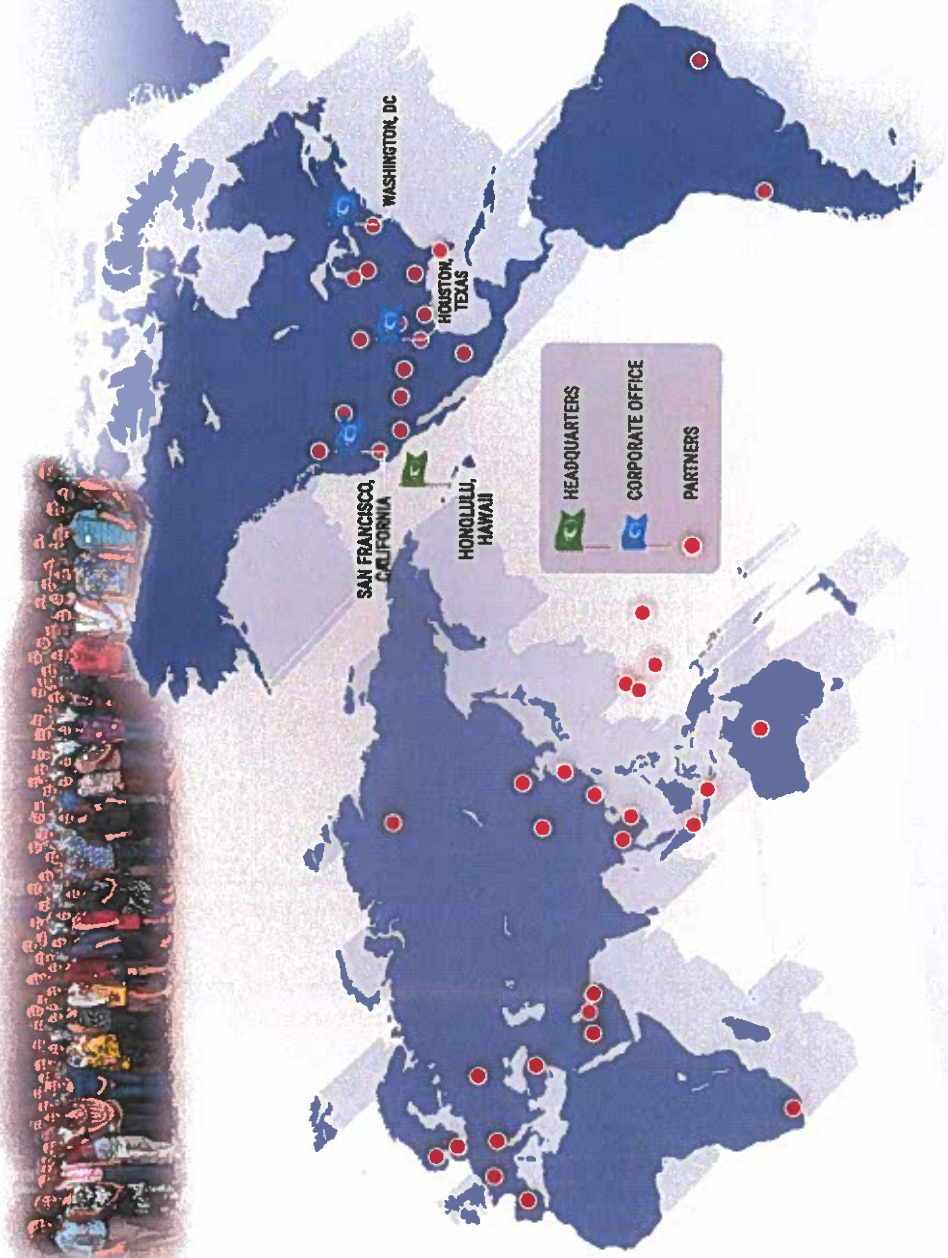 WASHINGTON, DC
HOUSTON,
TEXAS
SAN FRANCISCO,
CALIFORNIA
HONOLULU,
HAWAII
HEADQUARTERS
CORPORATE OFFICE
PARTNERS